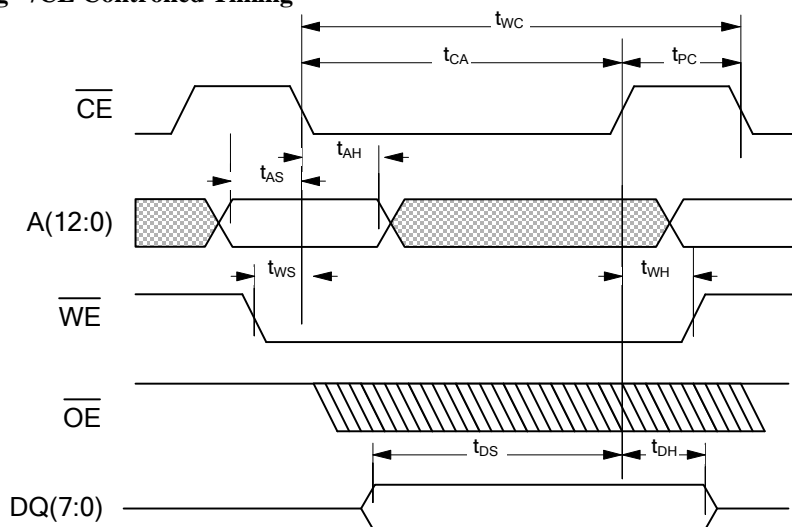 /CE Controlled Timing
tWC
tCA
tPC
CE
tAH
tAS
A(12:0)
tWS
tWH
WE
OE
tDS
tDH
DQ(7:0)